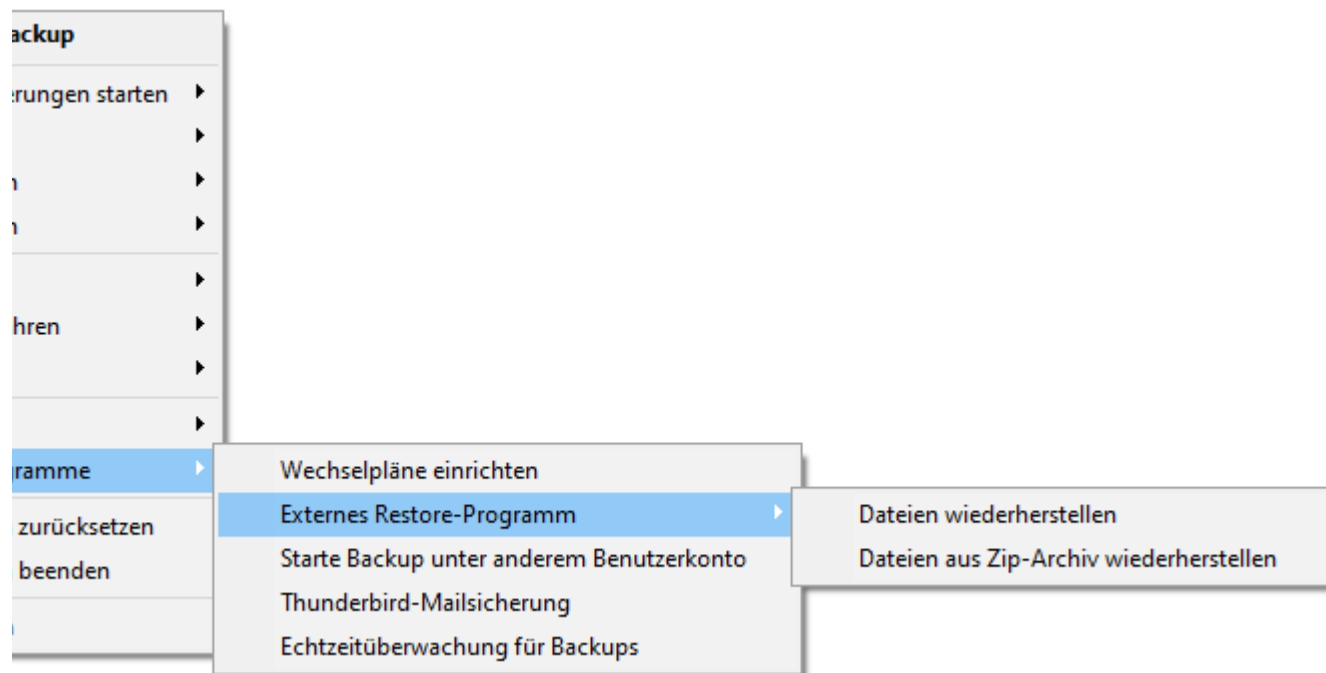 ackup
erungen starten
n
n
hren
gramme
zurücksetzen
beenden
Wechselpläne einrichten
Externes Restore-Programm
Starte Backup unter anderem Benutzerkonto
Thunderbird-Mailsicherung
Echtzeitüberwachung für Backups
Dateien wiederherstellen
Dateien aus Zip-Archiv wiederherstellen